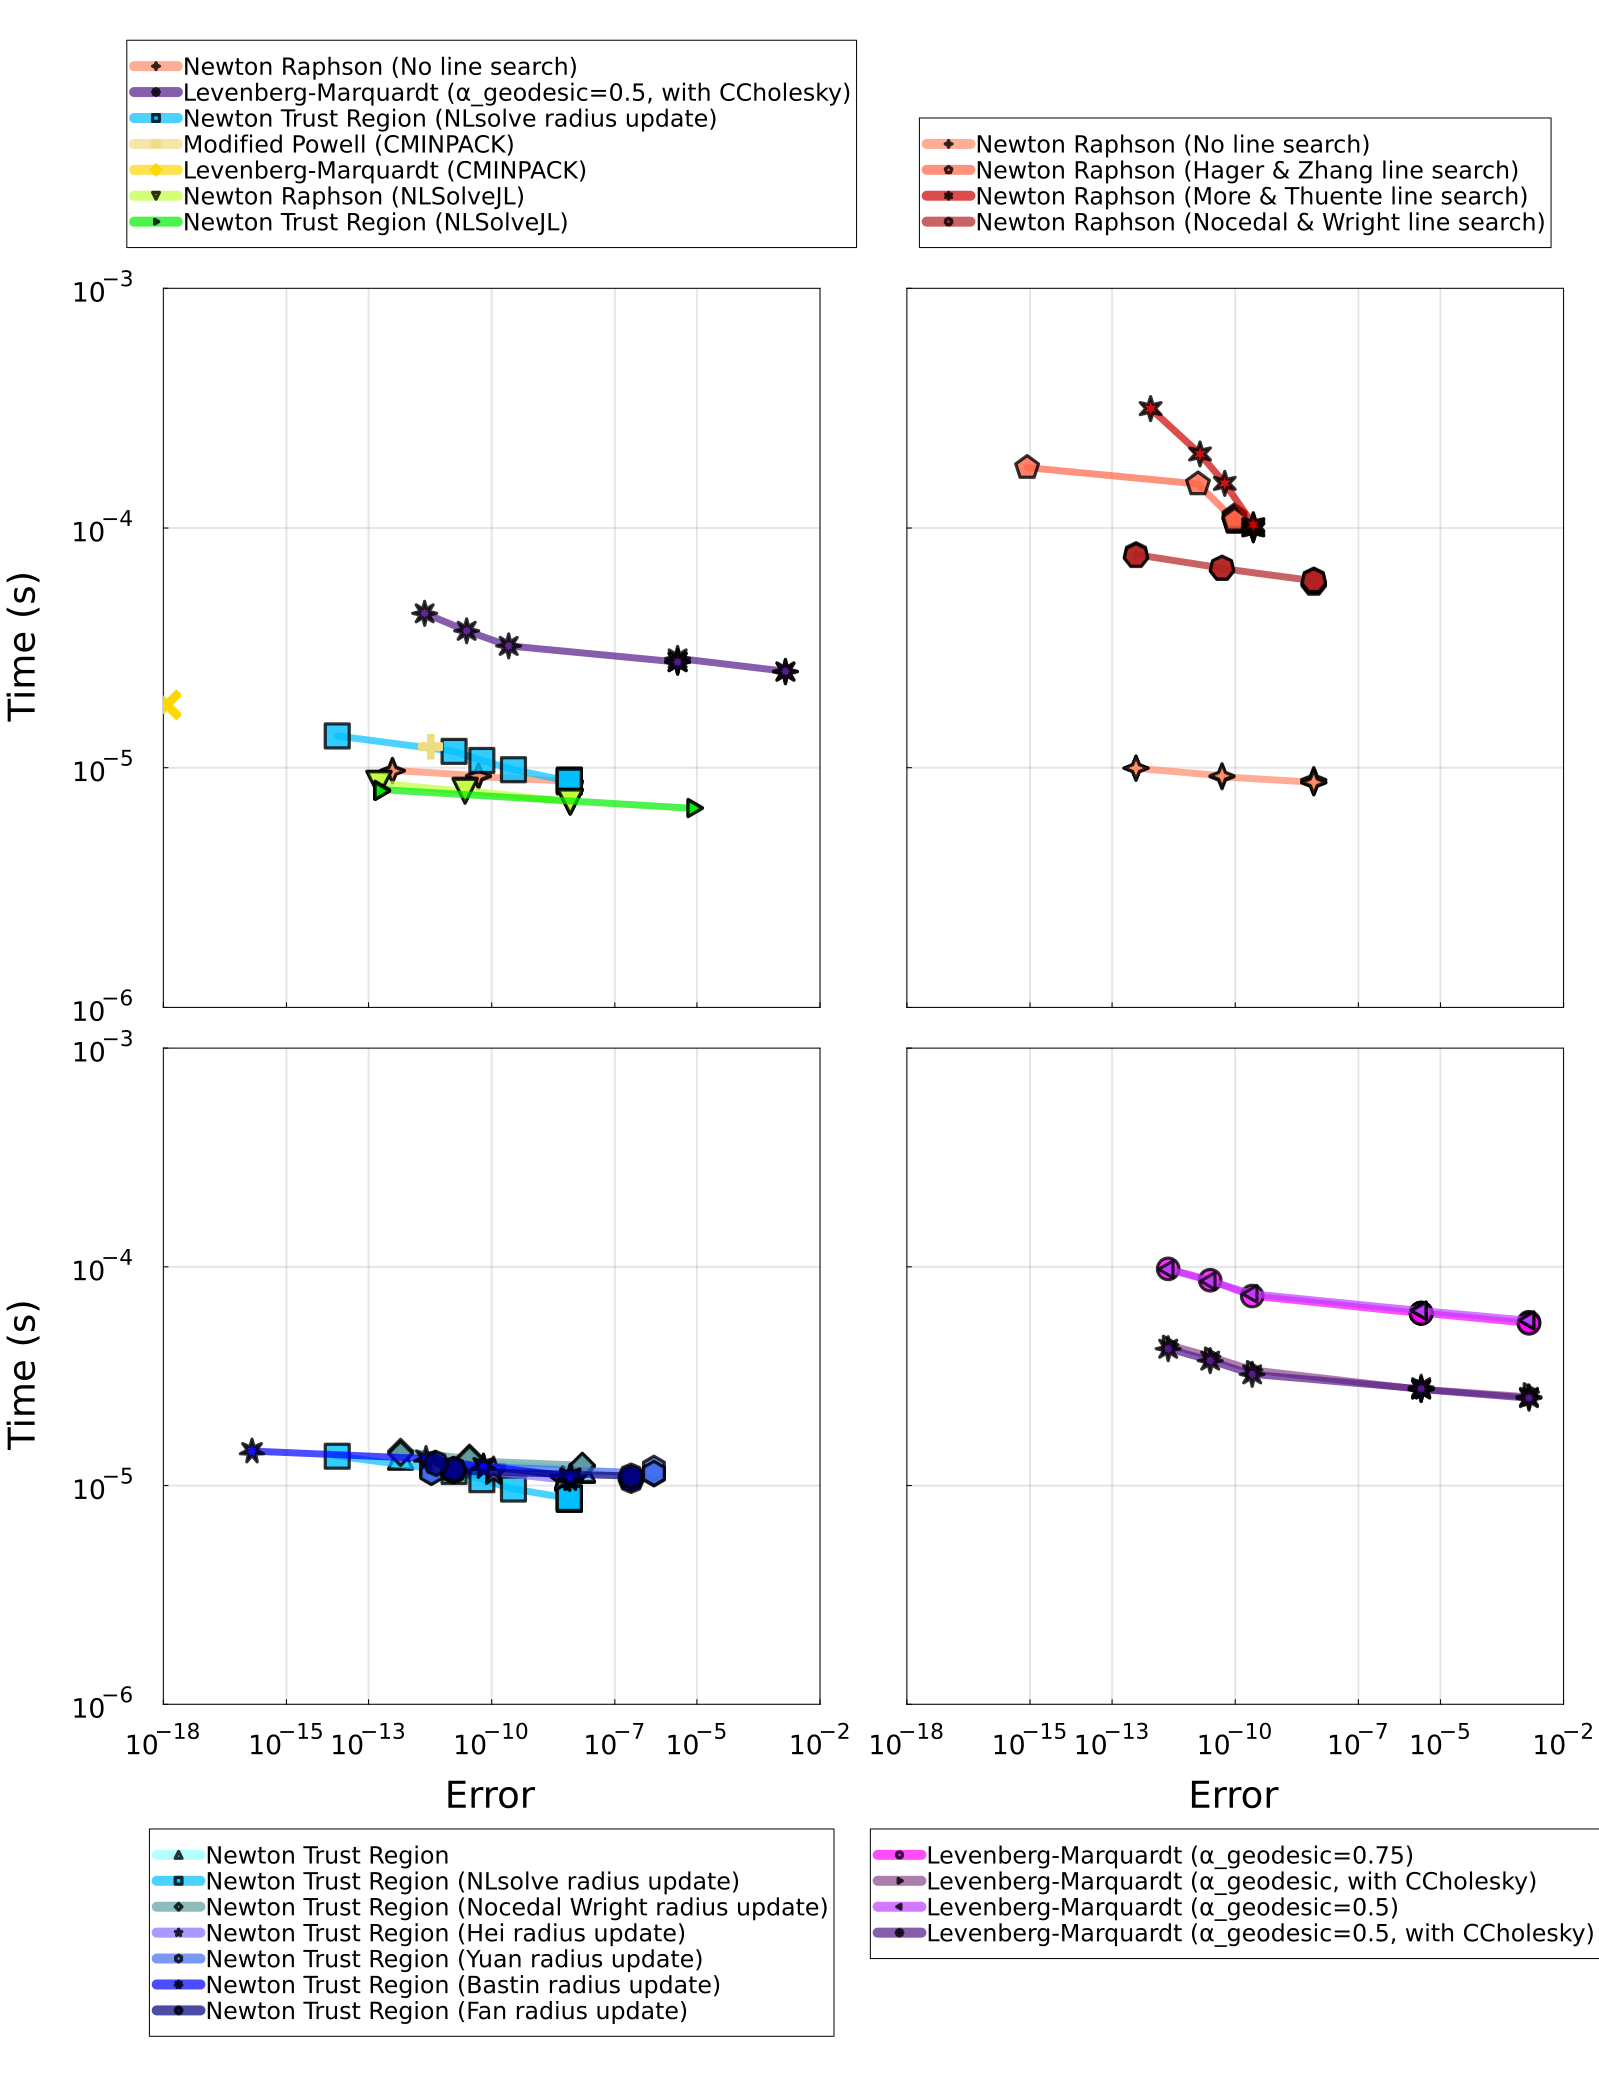 Newton Raphson (No line search)
Levenberg-Marquardt (α_geodesic=0.5, with CCholesky)
Newton Trust Region (NLsolve radius update)
Modified Powell (CMINPACK)
Levenberg-Marquardt (CMINPACK)
Newton Raphson (NLSolveJL)
Newton Trust Region (NLSolveJL)
Newton Raphson (No line search)
Newton Raphson (Hager & Zhang line search)
Newton Raphson (More & Thuente line search)
Newton Raphson (Nocedal & Wright line search)
10⁻³
10⁻⁴
10⁻⁵
10⁻⁶
Time (s)
10⁻³
10⁻⁴
10⁻⁵
10⁻⁶
Time (s)
10⁻¹⁸ 10⁻¹⁵ 10⁻¹³ 10⁻¹⁰ 10⁻⁷ 10⁻⁵ 10⁻²
Error
10⁻¹⁸ 10⁻¹⁵ 10⁻¹³ 10⁻¹⁰ 10⁻⁷ 10⁻⁵ 10⁻²
Error
Newton Trust Region
Newton Trust Region (NLsolve radius update)
Newton Trust Region (Nocedal Wright radius update)
Newton Trust Region (Hei radius update)
Newton Trust Region (Yuan radius update)
Newton Trust Region (Bastin radius update)
Newton Trust Region (Fan radius update)
Levenberg-Marquardt (α_geodesic=0.75)
Levenberg-Marquardt (α_geodesic, with CCholesky)
Levenberg-Marquardt (α_geodesic=0.5)
Levenberg-Marquardt (α_geodesic=0.5, with CCholesky)